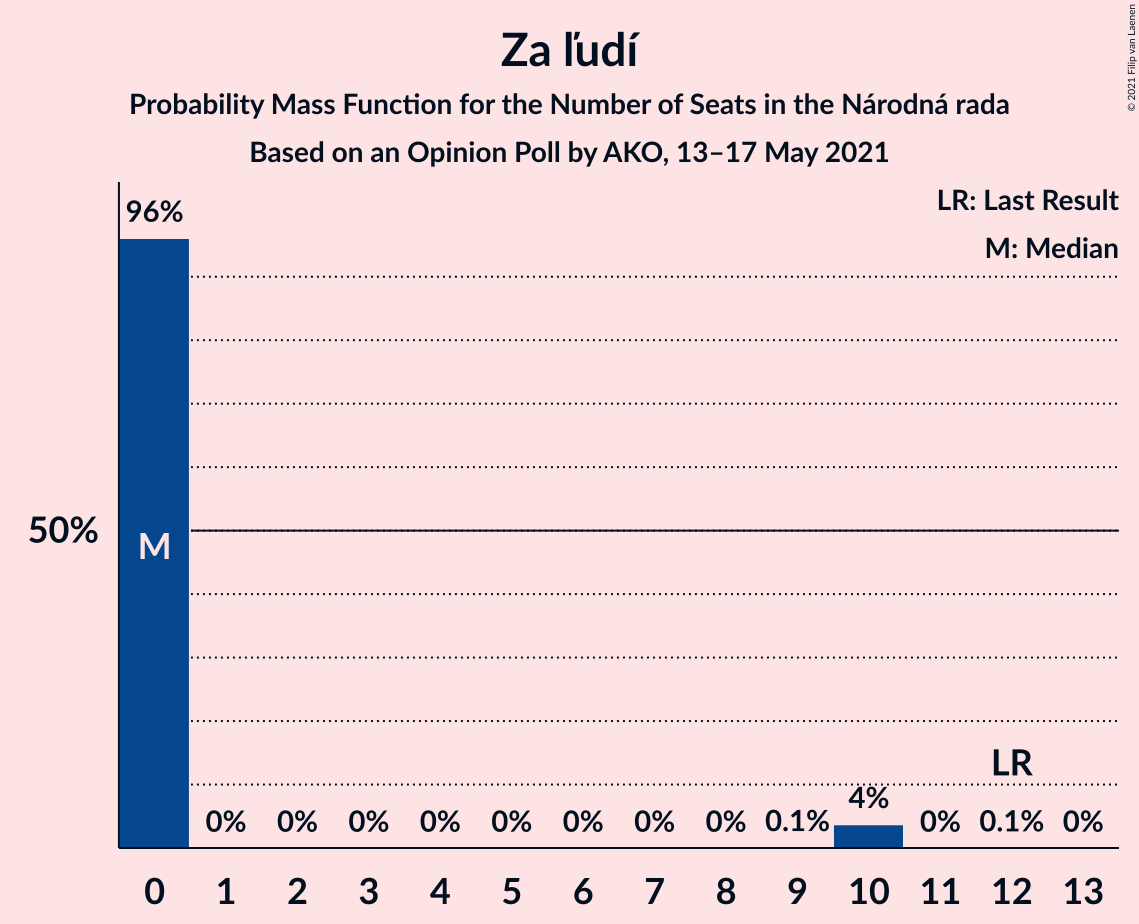 Za ľudí
Probability Mass Function for the Number of Seats in the Národná rada
Based on an Opinion Poll by AKO, 13–17 May 2021
© 2021 Filip van Laenen
LR: Last Result
M: Median
96%
50%
M
LR
0% 0% 0% 0% 0% 0% 0% 0% 0.1% 4% 0% 0.1% 0%
0 1 2 3 4 5 6 7 8 9 10 11 12 13